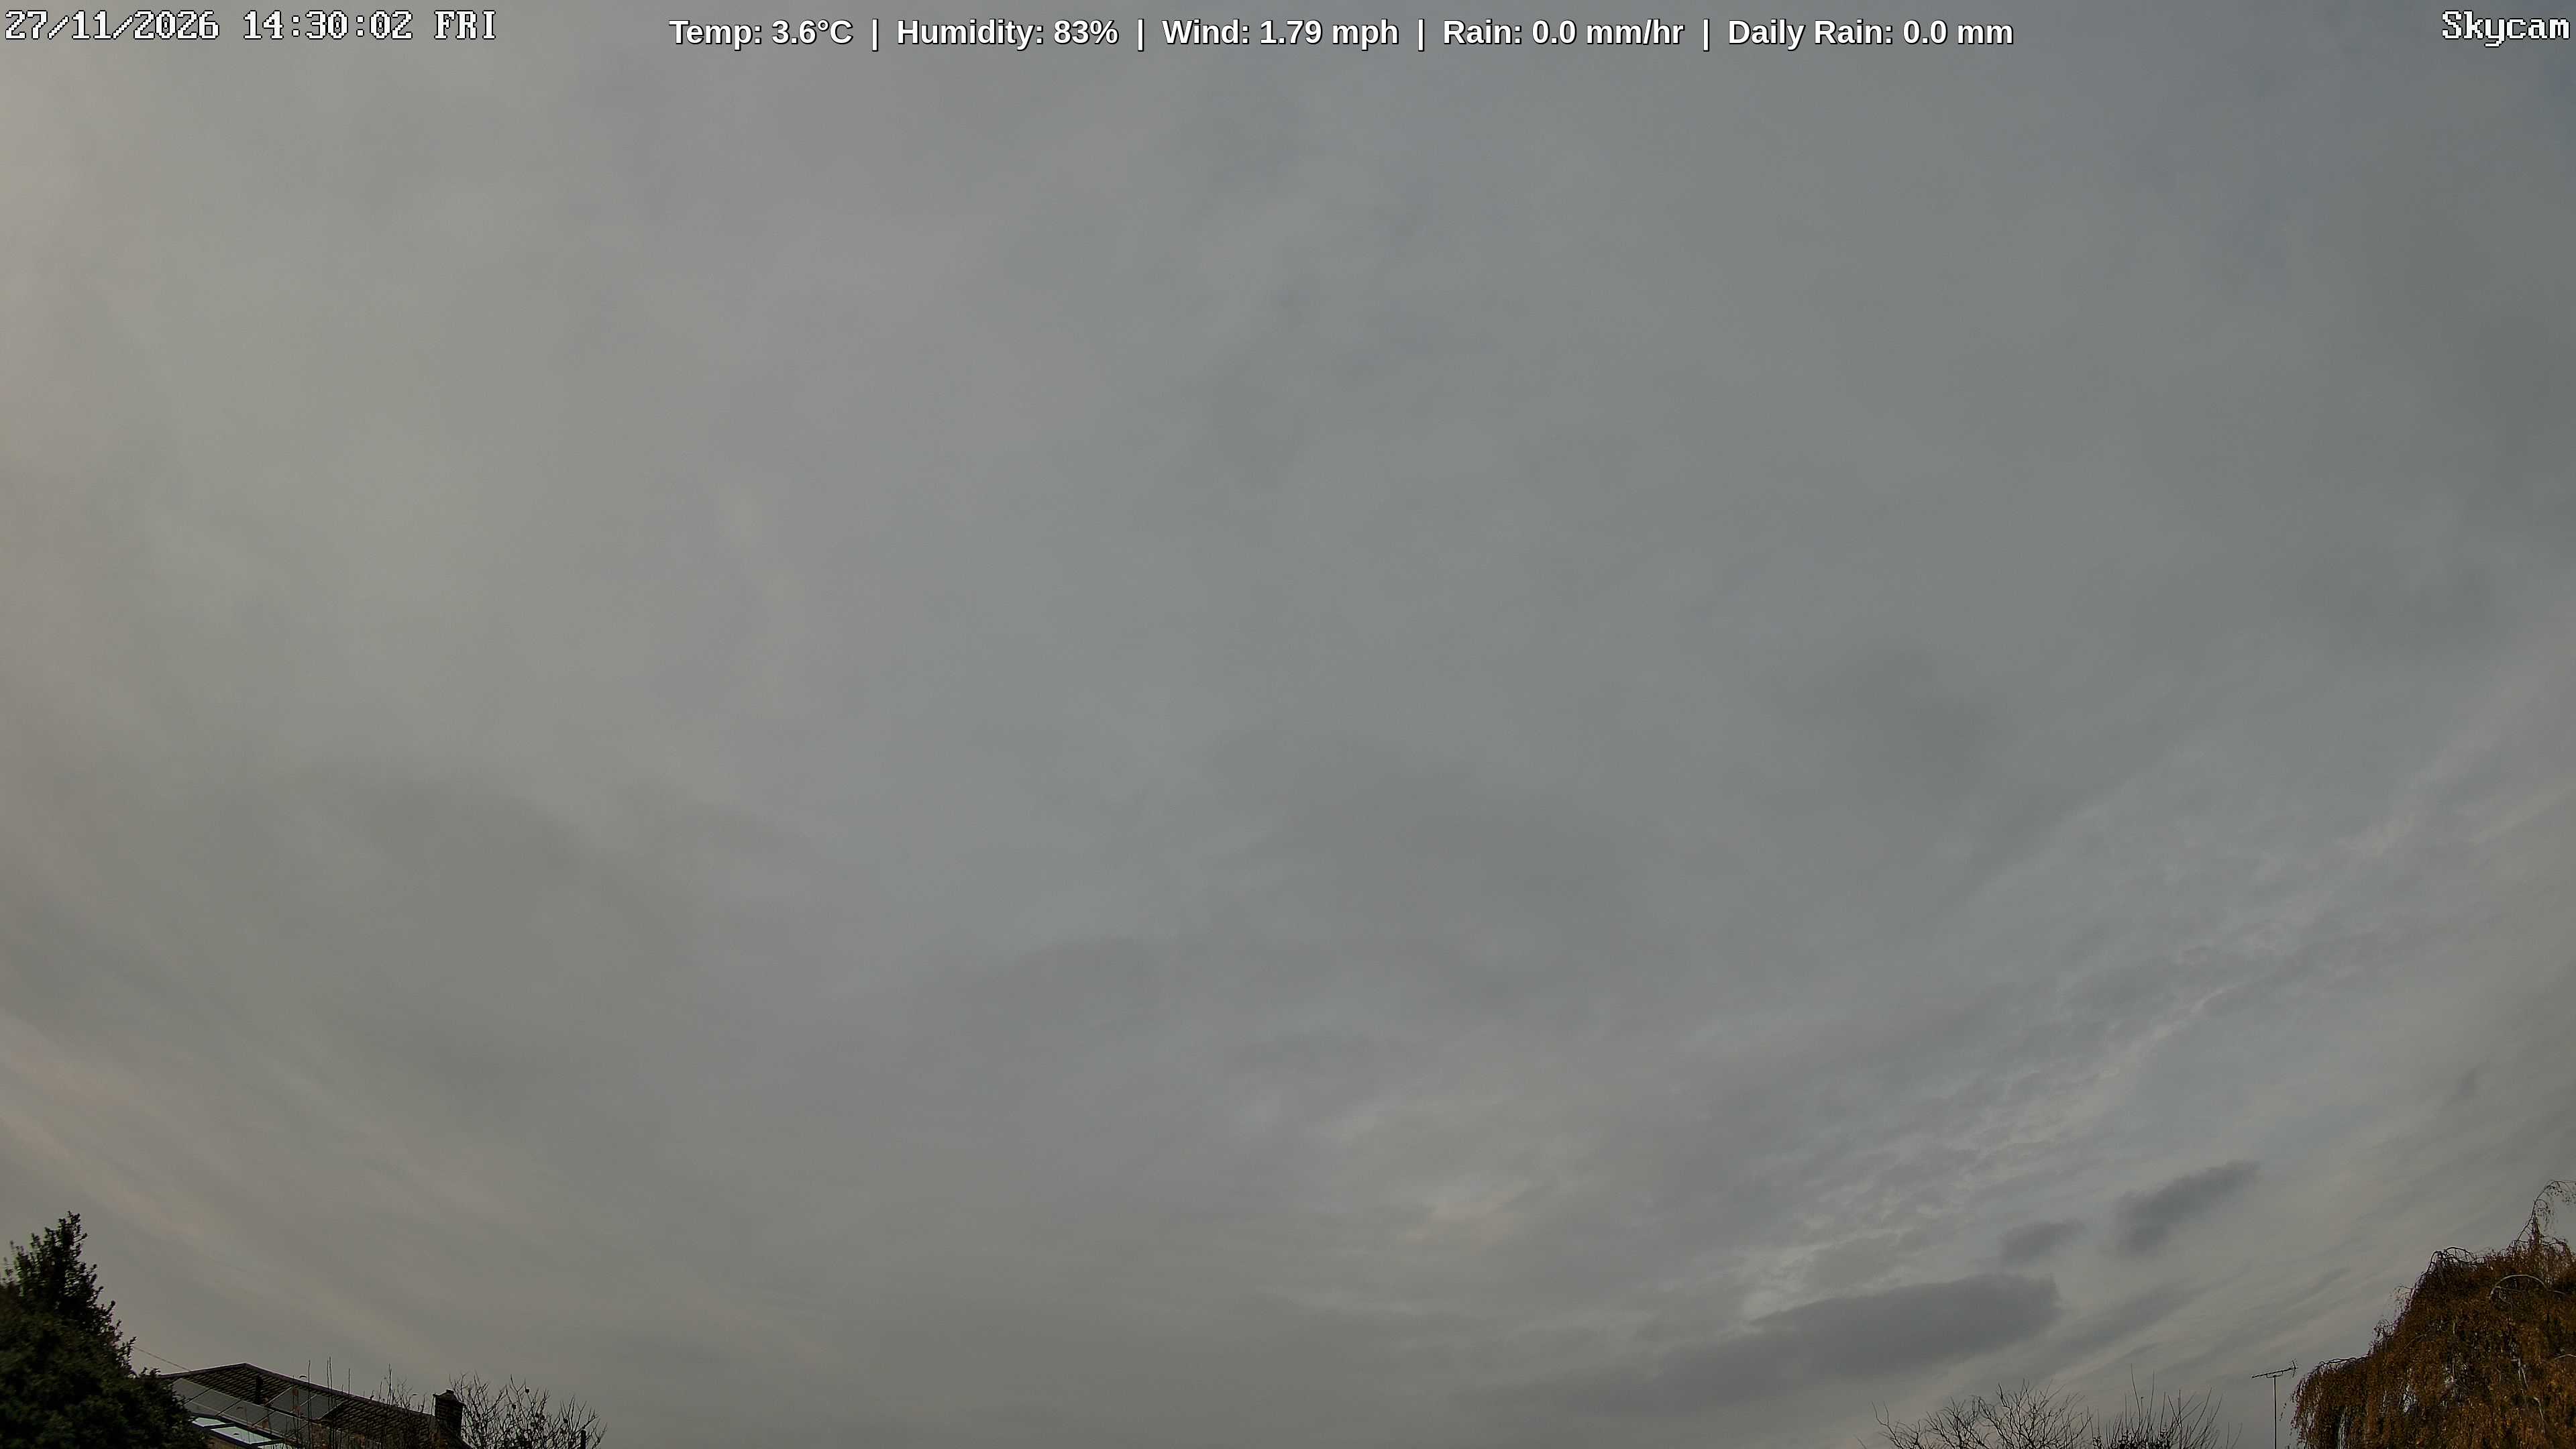 27/11/2026 14:30:02 FRI
Temp: 3.6°C | Humidity: 83% | Wind: 1.79 mph | Rain: 0.0 mm/hr | Daily Rain: 0.0 mm
Skycam